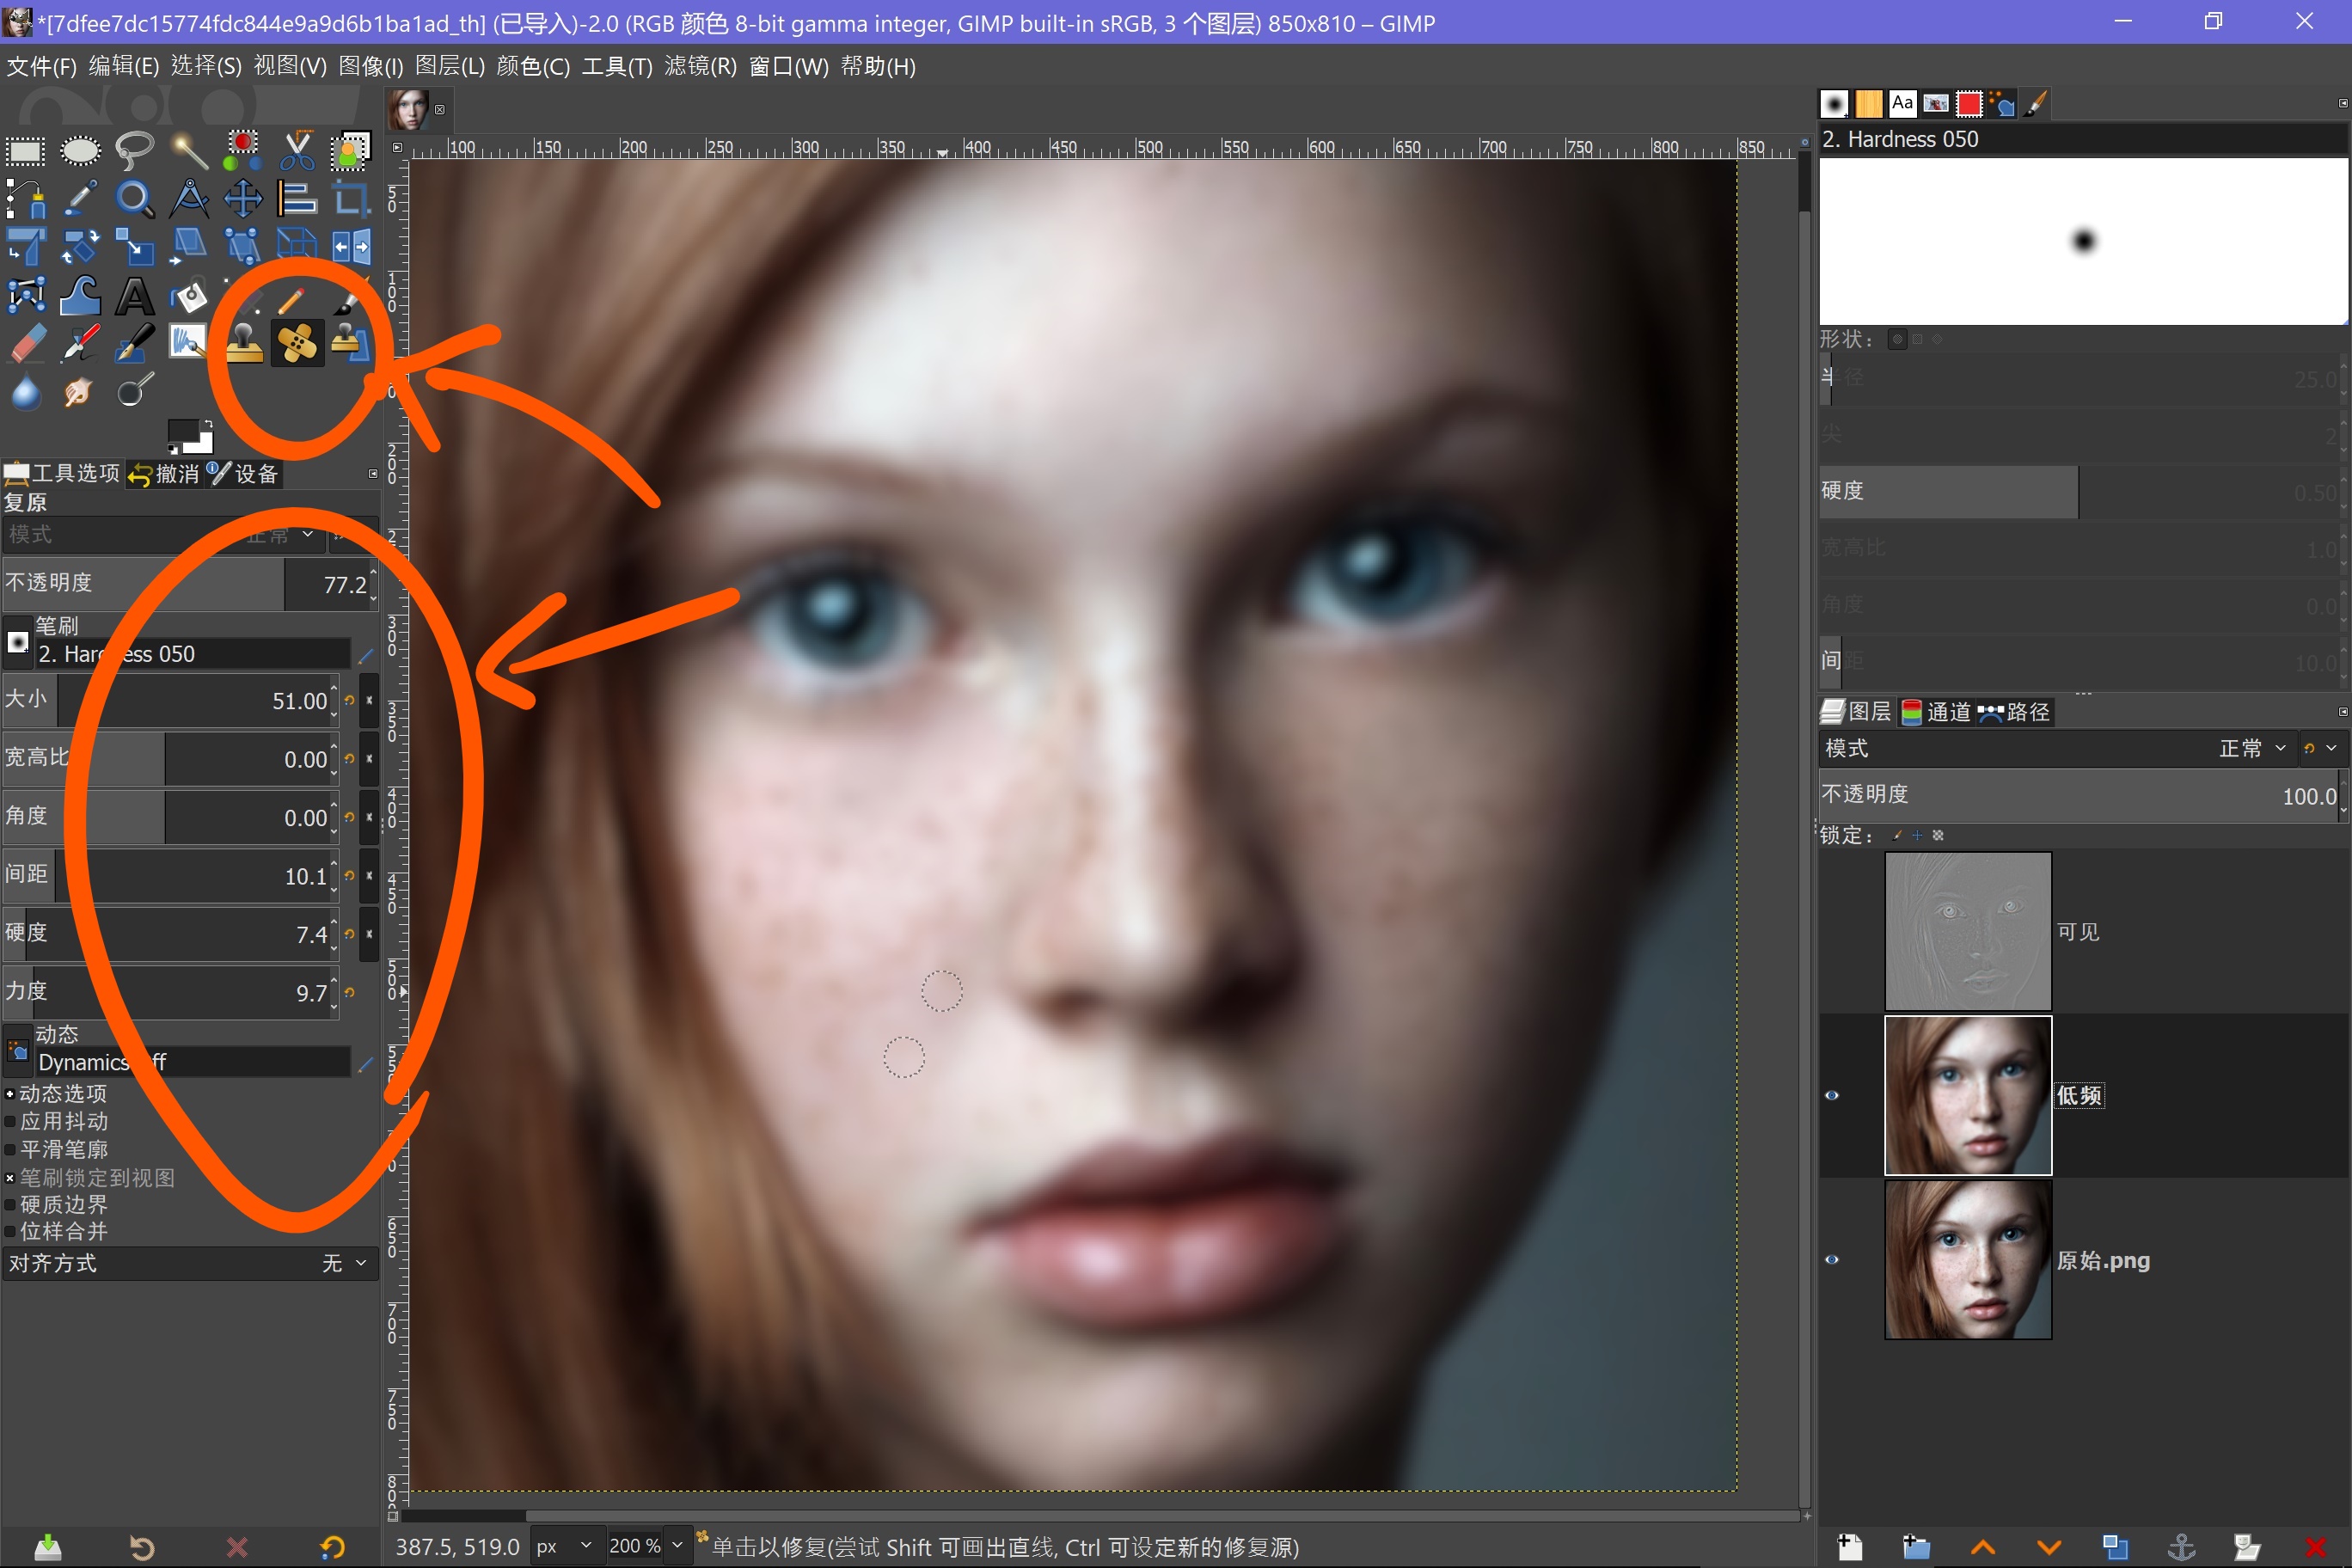 *[7dfee7dc15774fdc844e9a9d6b1ba1ad_th] (已导入)-2.0 (RGB 颜色 8-bit gamma integer, GIMP built-in sRGB, 3 个图层) 850x810 – GIMP
文件(F) 编辑(E) 选择(S) 视图(V) 图像(I) 图层(L) 颜色(C) 工具(T) 滤镜(R) 窗口(W) 帮助(H)
工具选项 撤消 设备
复原
模式 正常
不透明度 77.2
笔刷
2. Hardness 050
大小 51.00
宽高比 0.00
角度 0.00
间距 10.1
硬度 7.4
力度 9.7
动态
Dynamics Off
动态选项
应用抖动
平滑笔廓
笔刷锁定到视图
硬质边界
位样合并
对齐方式 无
100 150 200 250 300 350 400 450 500 550 600 650 700 750 800 850
387.5, 519.0 px 200 % 单击以修复(尝试 Shift 可画出直线, Ctrl 可设定新的修复源)
Aa
2. Hardness 050
形状:
半径 25.0
尖 2
硬度 0.50
宽高比 1.0
角度 0.0
间距 10.0
图层 通道 路径
模式 正常
不透明度 100.0
锁定:
可见
低频
原始.png